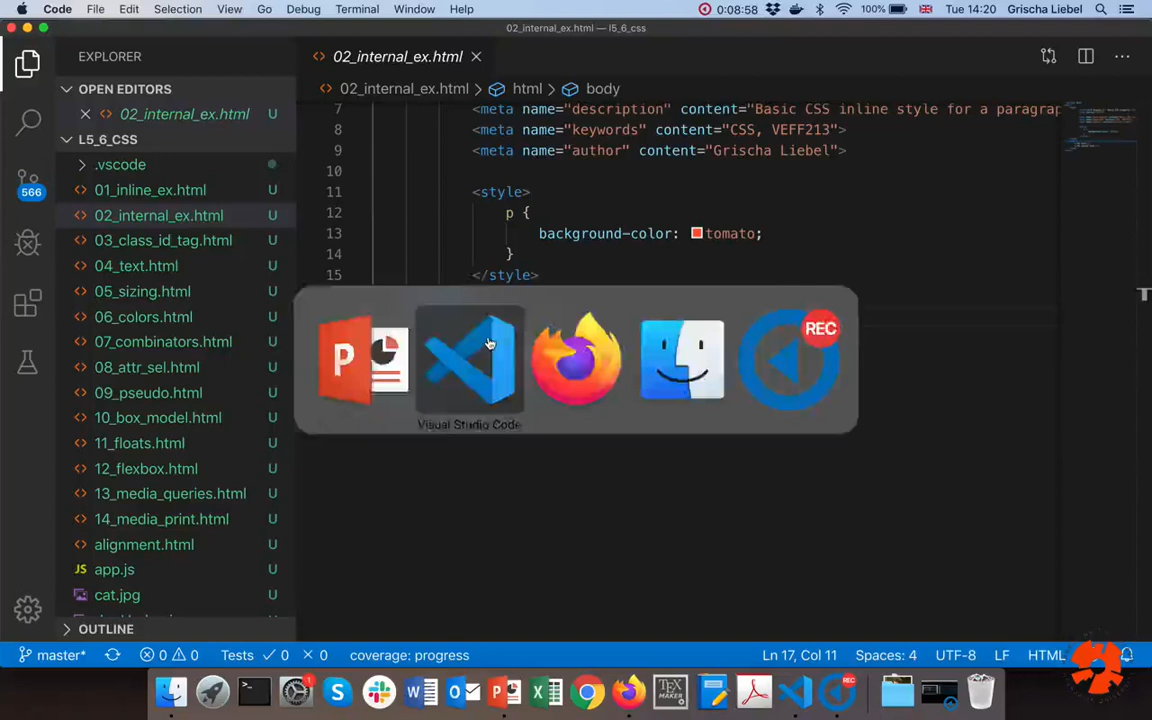 Code File Edit Selection View Go Debug Terminal Window Help 0:08:58 100% Tue 14:20 Grischa Liebel
02_internal_ex.html — l5_6_css
EXPLORER
02_internal_ex.html
OPEN EDITORS
02_internal_ex.html > html > body
02_internal_ex.html U
L5_6_CSS
.vscode
01_inline_ex.html U
02_internal_ex.html U
03_class_id_tag.html U
04_text.html U
05_sizing.html U
06_colors.html U
07_combinators.html U
08_attr_sel.html U
09_pseudo.html U
10_box_model.html U
11_floats.html U
12_flexbox.html U
13_media_queries.html U
14_media_print.html U
alignment.html U
JS app.js U
cat.jpg U
OUTLINE
566
7 <meta name="description" content="Basic CSS inline style for a paragrap
8 <meta name="keywords" content="CSS, VEFF213">
9 <meta name="author" content="Grischa Liebel">
10
11 <style>
12 p {
13 background-color: tomato;
14 }
15 </style>
P
REC
Visual Studio Code
master* 0 0 Tests 0 0 coverage: progress Ln 17, Col 11 Spaces: 4 UTF-8 LF HTML